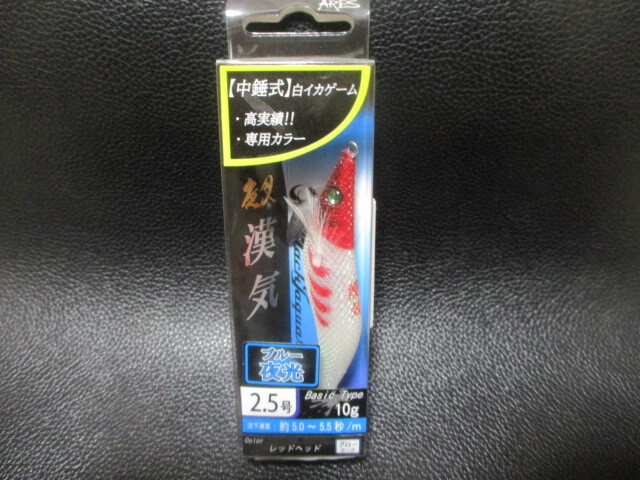 ARES
【中錘式】白イカゲーム
・高実績!!
・専用カラー
邪
漢気
BlackJaguar
ブルー
夜光
2.5号
Basic Type
10g
沈下速度: 約5.0～5.5秒/m
Color
レッドヘッド